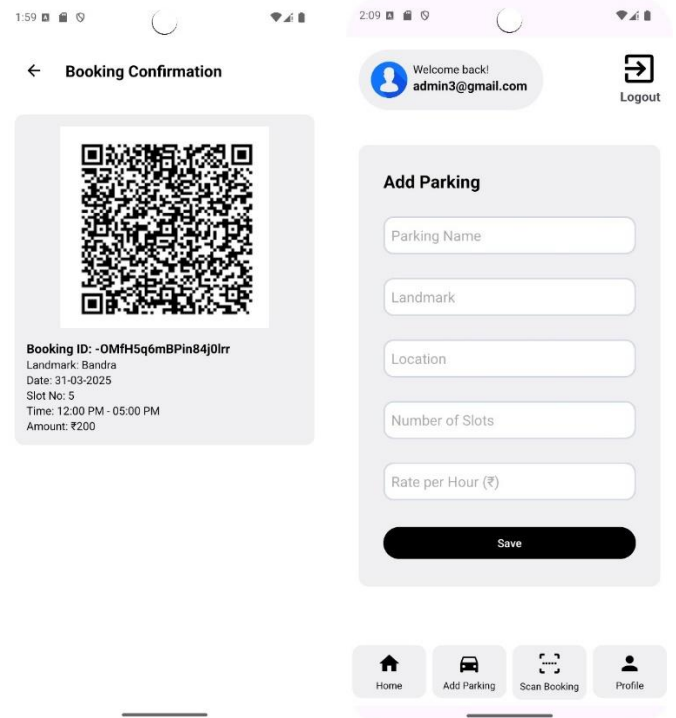 1:59
Booking Confirmation
Booking ID: -OMfH5q6mBPin84j0lrr
Landmark: Bandra
Date: 31-03-2025
Slot No: 5
Time: 12:00 PM - 05:00 PM
Amount: ₹200
2:09
Welcome back!
admin3@gmail.com
Logout
Add Parking
Parking Name
Landmark
Location
Number of Slots
Rate per Hour (₹)
Save
Home
Add Parking
Scan Booking
Profile